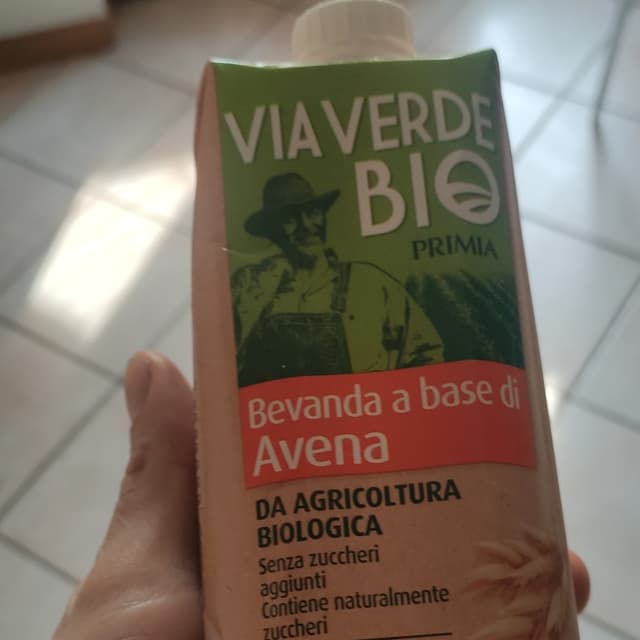 VIAVERDE
BIO
PRIMIA
Bevanda a base di
Avena
DA AGRICOLTURA
BIOLOGICA
Senza zuccheri
aggiunti
Contiene naturalmente
zuccheri